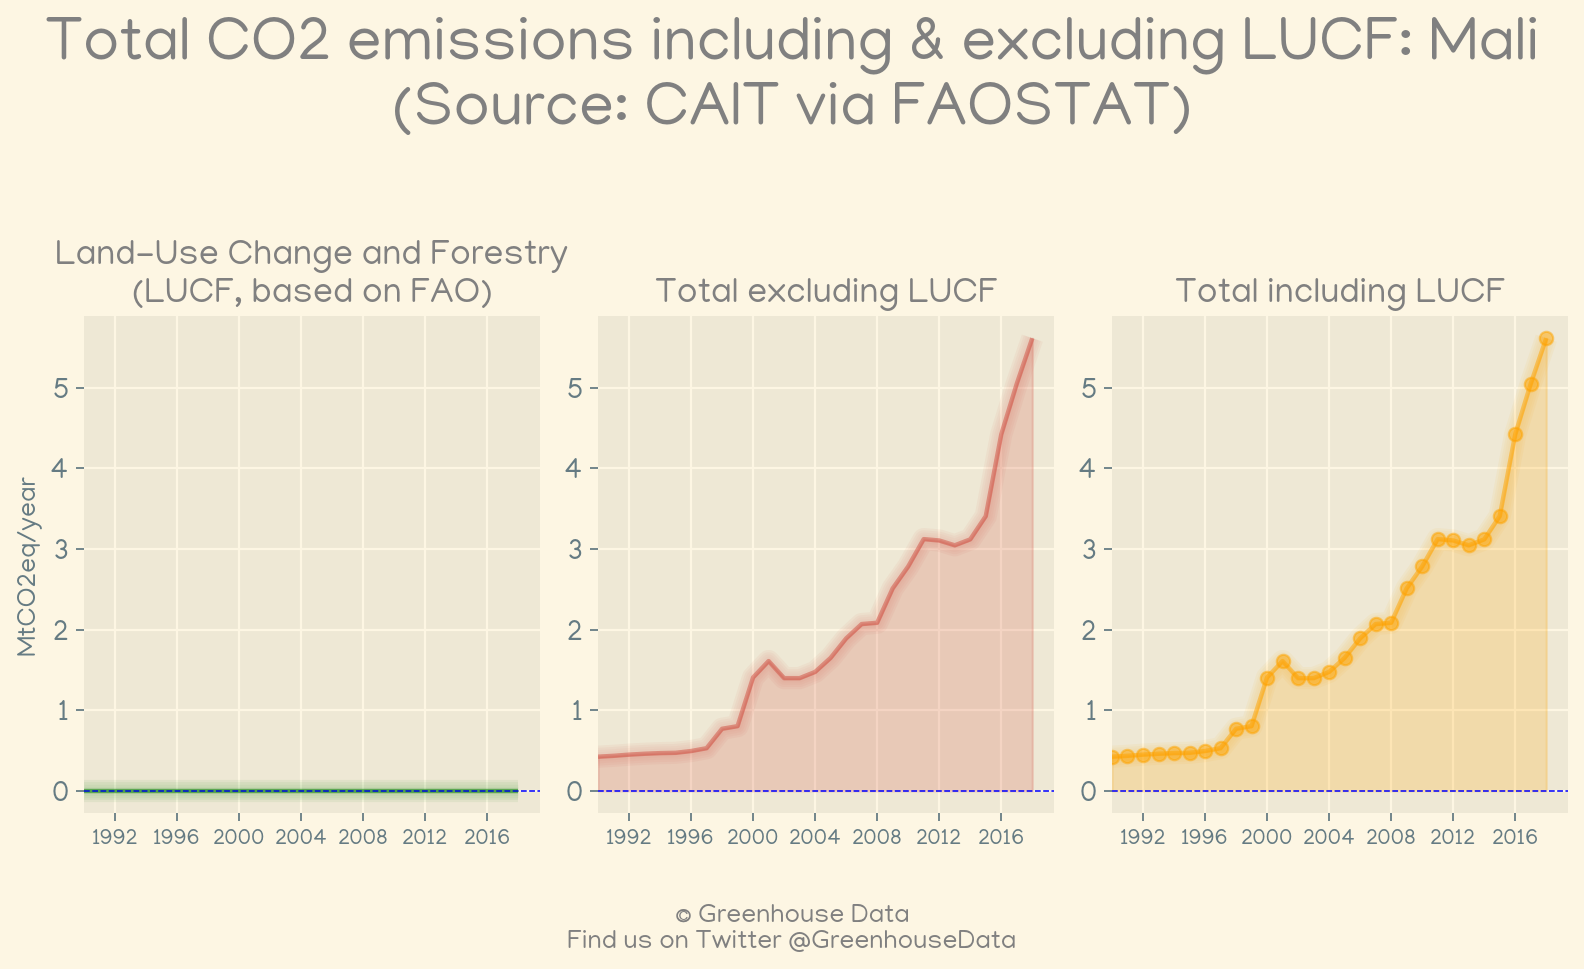 Total CO2 emissions including & excluding LUCF: Mali
(Source: CAIT via FAOSTAT)
Land-Use Change and Forestry
(LUCF, based on FAO)
Total excluding LUCF
Total including LUCF
MtCO2eq/year
5
4
3
2
1
0
1992 1996 2000 2004 2008 2012 2016
5
4
3
2
1
0
1992 1996 2000 2004 2008 2012 2016
5
4
3
2
1
0
1992 1996 2000 2004 2008 2012 2016
© Greenhouse Data
Find us on Twitter @GreenhouseData